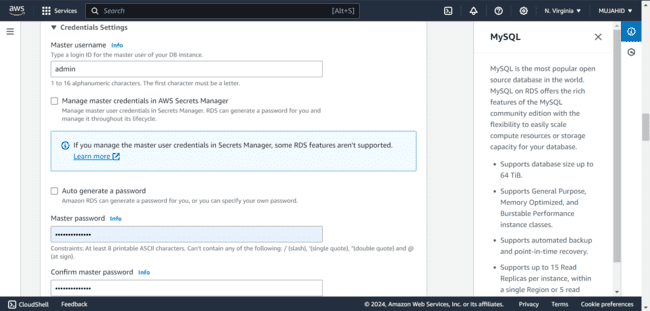 aws
Services
Search
[Alt+S]
N. Virginia
MUJAHID
Credentials Settings
Master username Info
Type a login ID for the master user of your DB instance.
admin
1 to 16 alphanumeric characters. The first character must be a letter.
Manage master credentials in AWS Secrets Manager
Manage master user credentials in Secrets Manager. RDS can generate a password for you and
manage it throughout its lifecycle.
If you manage the master user credentials in Secrets Manager, some RDS features aren't supported.
Learn more
Auto generate a password
Amazon RDS can generate a password for you, or you can specify your own password.
Master password Info
Constraints: At least 8 printable ASCII characters. Can't contain any of the following: / (slash), '(single quote), "(double quote) and @
(at sign).
Confirm master password Info
MySQL
MySQL is the most popular open
source database in the world.
MySQL on RDS offers the rich
features of the MySQL
community edition with the
flexibility to easily scale
compute resources or storage
capacity for your database.
• Supports database size up to
64 TiB.
• Supports General Purpose,
Memory Optimized, and
Burstable Performance
instance classes.
• Supports automated backup
and point-in-time recovery.
• Supports up to 15 Read
Replicas per instance, within
a single Region or 5 read
CloudShell
Feedback
© 2024, Amazon Web Services, Inc. or its affiliates.
Privacy
Terms
Cookie preferences